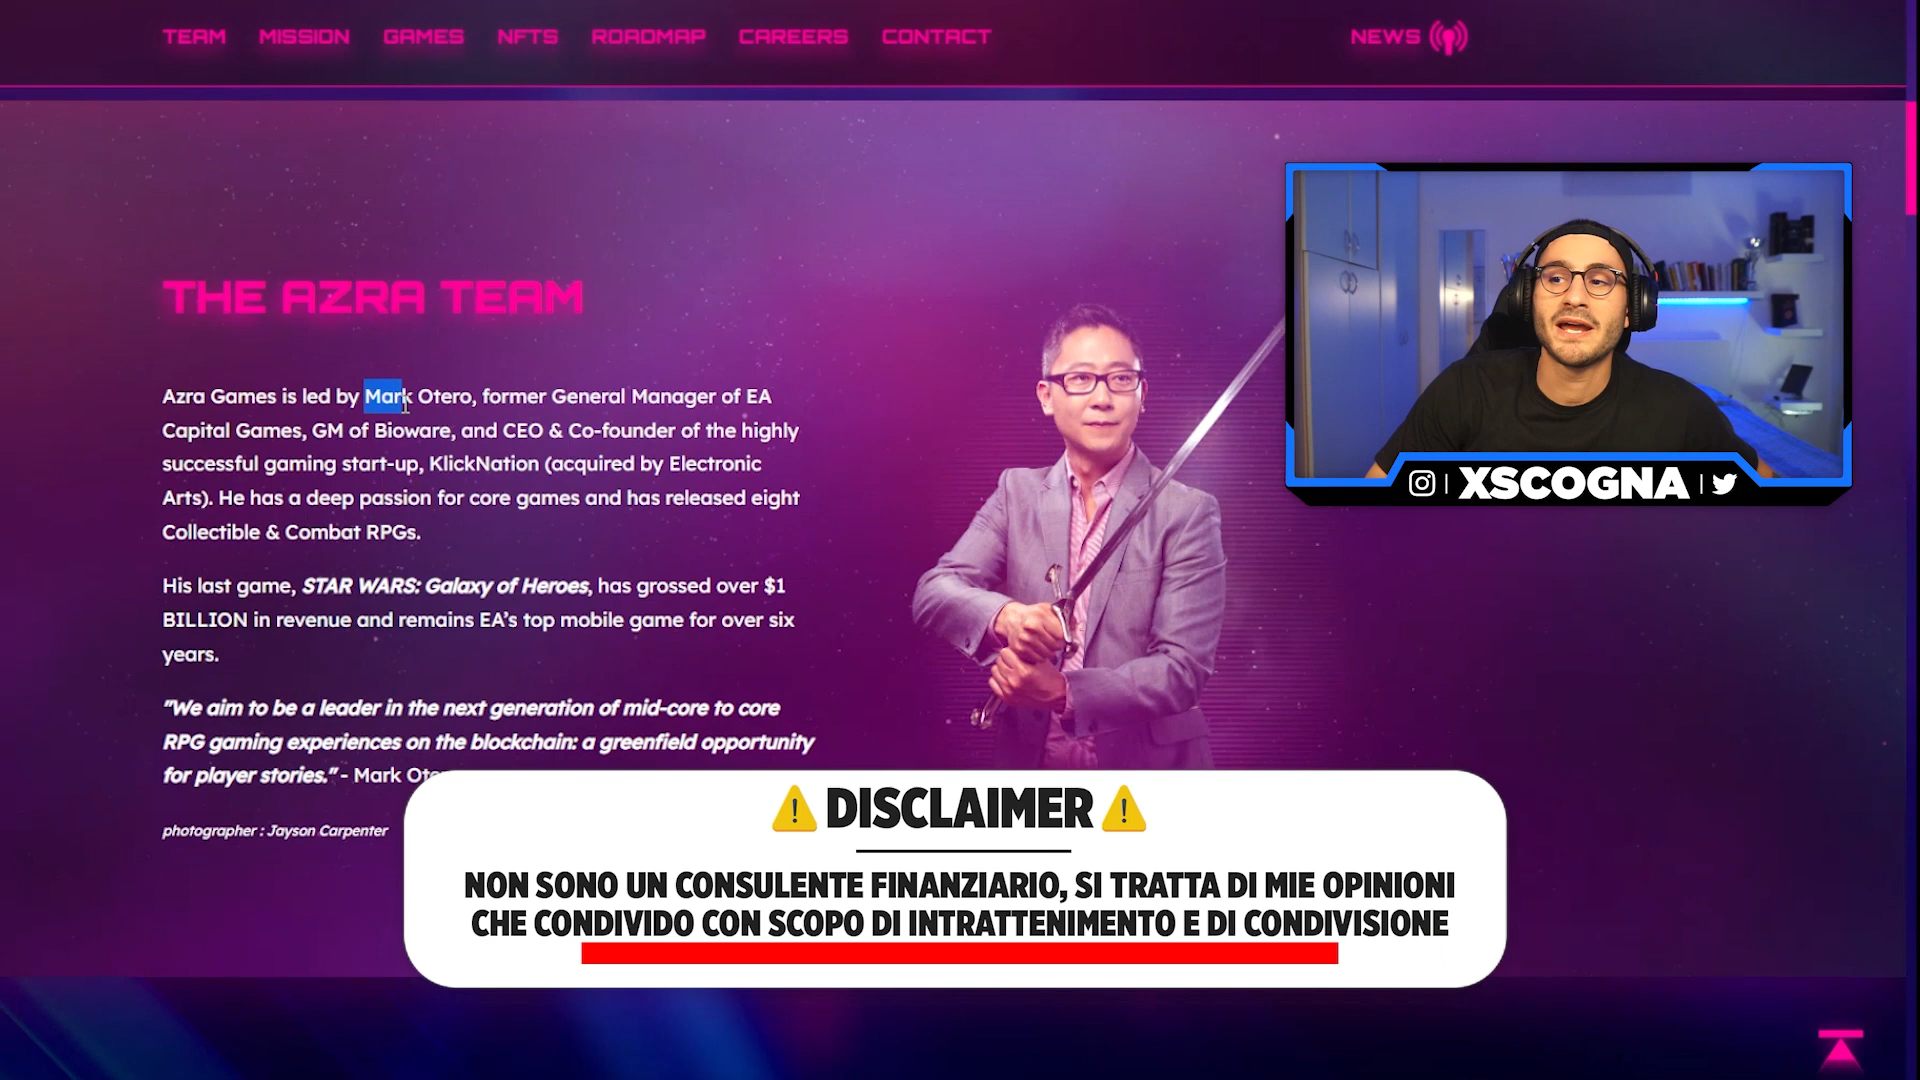 TEAM MISSION GAMES NFTS ROADMAP CAREERS CONTACT NEWS
THE AZRA TEAM
Azra Games is led by Mark Otero, former General Manager of EA
Capital Games, GM of Bioware, and CEO & Co-founder of the highly
successful gaming start-up, KlickNation (acquired by Electronic
Arts). He has a deep passion for core games and has released eight
Collectible & Combat RPGs.
His last game, STAR WARS: Galaxy of Heroes, has grossed over $1
BILLION in revenue and remains EA's top mobile game for over six
years.
"We aim to be a leader in the next generation of mid-core to core
RPG gaming experiences on the blockchain: a greenfield opportunity
for player stories." - Mark
photographer : Jayson Carpenter
XSCOGNA
DISCLAIMER
NON SONO UN CONSULENTE FINANZIARIO, SI TRATTA DI MIE OPINIONI
CHE CONDIVIDO CON SCOPO DI INTRATTENIMENTO E DI CONDIVISIONE